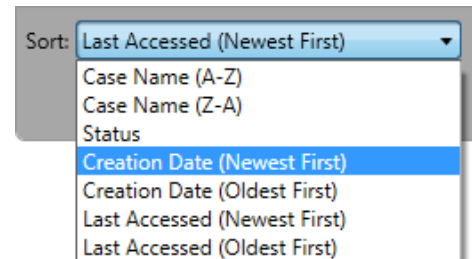 Sort: Last Accessed (Newest First)
Case Name (A-Z)
Case Name (Z-A)
Status
Creation Date (Newest First)
Creation Date (Oldest First)
Last Accessed (Newest First)
Last Accessed (Oldest First)